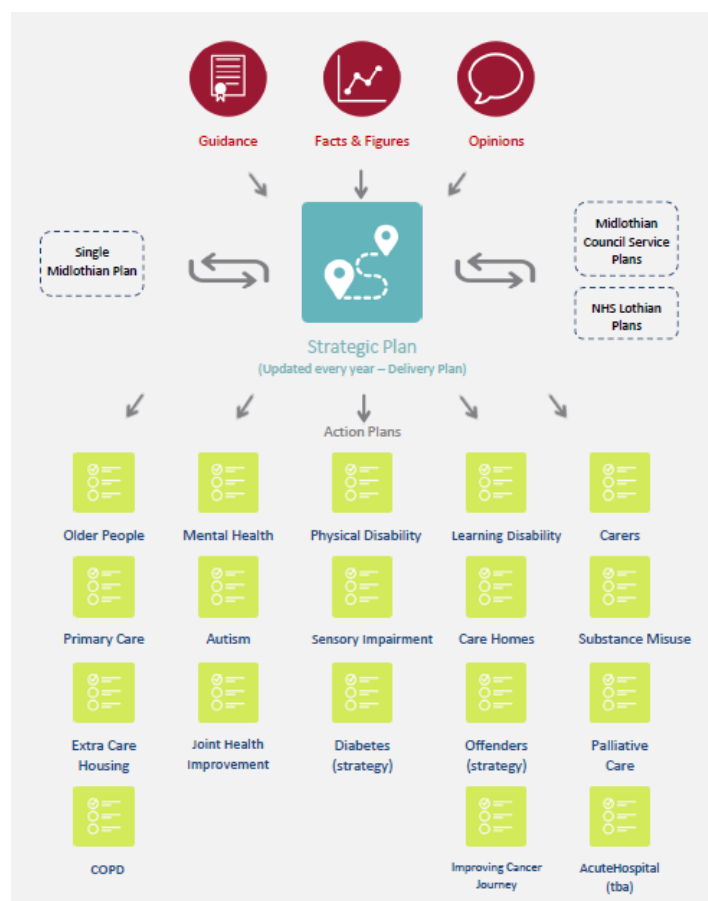 Guidance
Facts & Figures
Opinions
Single
Midlothian Plan
Midlothian
Council Service
Plans
NHS Lothian
Plans
Strategic Plan
(Updated every year – Delivery Plan)
Action Plans
Older People
Mental Health
Physical Disability
Learning Disability
Carers
Primary Care
Autism
Sensory Impairment
Care Homes
Substance Misuse
Extra Care
Housing
Joint Health
Improvement
Diabetes
(strategy)
Offenders
(strategy)
Palliative
Care
COPD
Improving Cancer
Journey
AcuteHospital
(tba)